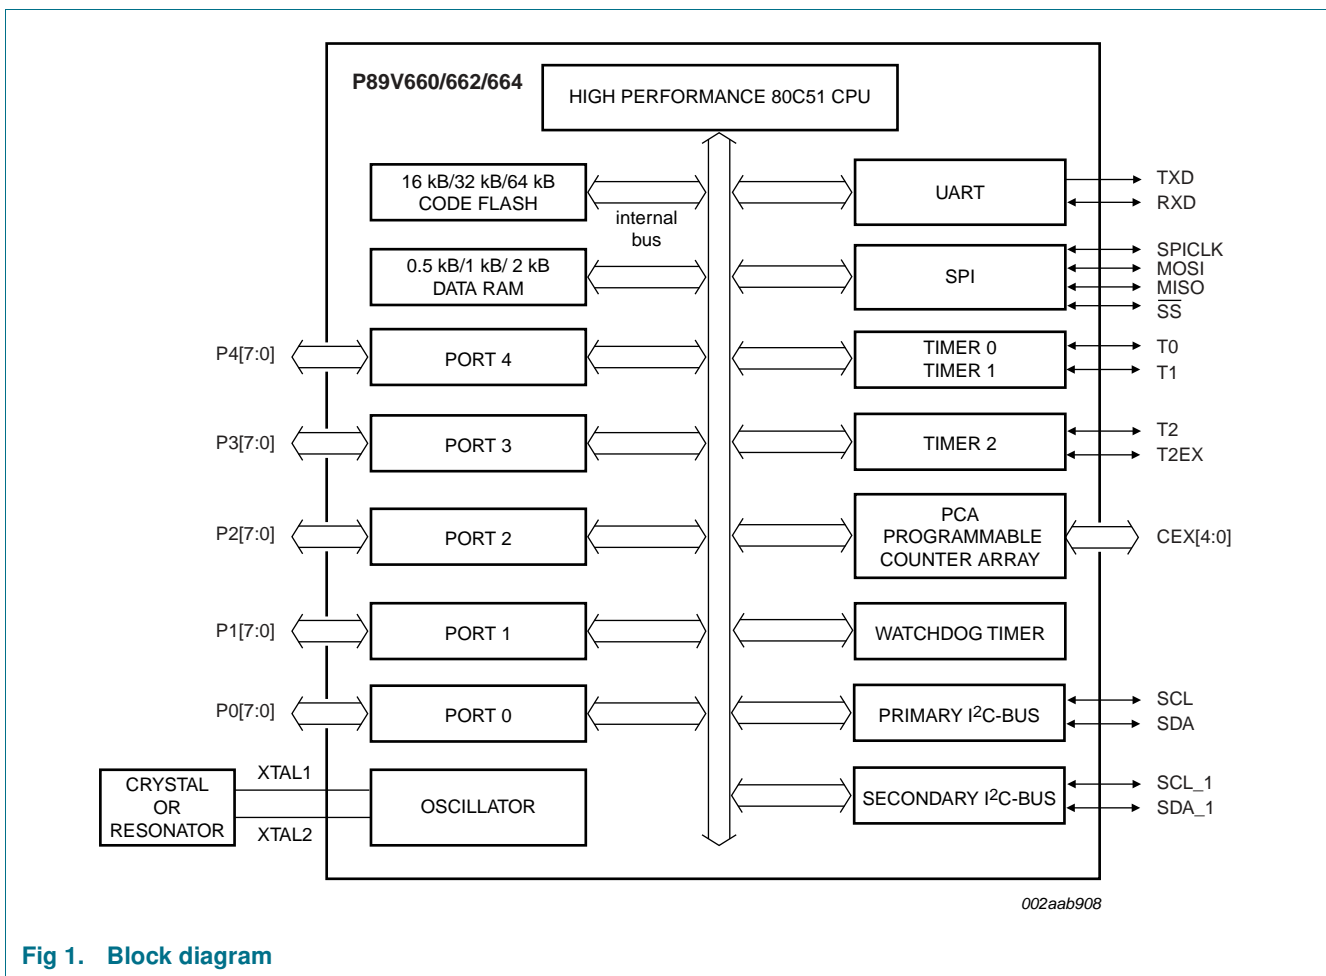 P89V660/662/664
HIGH PERFORMANCE 80C51 CPU
16 kB/32 kB/64 kB
CODE FLASH
internal
bus
0.5 kB/1 kB/ 2 kB
DATA RAM
P4[7:0]
PORT 4
P3[7:0]
PORT 3
P2[7:0]
PORT 2
P1[7:0]
PORT 1
P0[7:0]
PORT 0
CRYSTAL
OR
RESONATOR
XTAL1
XTAL2
OSCILLATOR
UART
TXD
RXD
SPI
SPICLK
MOSI
MISO
S̅S̅
TIMER 0
TIMER 1
T0
T1
TIMER 2
T2
T2EX
PCA
PROGRAMMABLE
COUNTER ARRAY
CEX[4:0]
WATCHDOG TIMER
PRIMARY I²C-BUS
SCL
SDA
SECONDARY I²C-BUS
SCL_1
SDA_1
002aab908
Fig 1. Block diagram